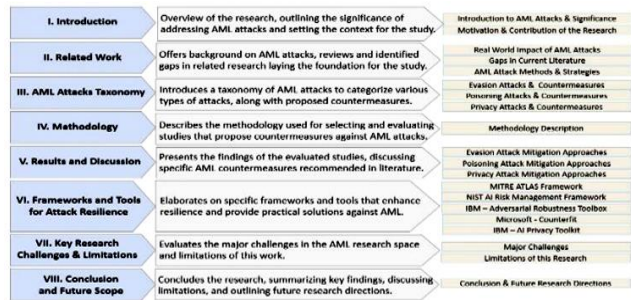 I. Introduction
Overview of the research, outlining the significance of
addressing AML attacks and setting the context for the study.
Introduction to AML Attacks & Significance
Motivation & Contribution of the Research
II. Related Work
Offers background on AML attacks, reviews and identified
gaps in related research laying the foundation for the study.
Real World Impact of AML Attacks
Gaps in Current Literature
AML Attack Methods & Strategies
III. AML Attacks Taxonomy
Introduces a taxonomy of AML attacks to categorize various
types of attacks, along with proposed countermeasures.
Evasion Attacks & Countermeasures
Poisoning Attacks & Countermeasures
Privacy Attacks & Countermeasures
IV. Methodology
Describes the methodology used for selecting and evaluating
studies that propose countermeasures against AML attacks.
Methodology Description
V. Results and Discussion
Presents the findings of the evaluated studies, discussing
specific AML countermeasures recommended in literature.
Evasion Attack Mitigation Approaches
Poisoning Attack Mitigation Approaches
Privacy Attack Mitigation Approaches
VI. Frameworks and Tools
for Attack Resilience
Elaborates on specific frameworks and tools that enhance
resilience and provide practical solutions against AML.
MITRE ATLAS Framework
NIST AI Risk Management Framework
IBM – Adversarial Robustness Toolbox
Microsoft - Counterfit
IBM – AI Privacy Toolkit
VII. Key Research
Challenges & Limitations
Evaluates the major challenges in the AML research space
and limitations of this work.
Major Challenges
Limitations of this Research
VIII. Conclusion
and Future Scope
Concludes the research, summarizing key findings, discussing
limitations, and outlining future research directions.
Conclusion & Future Research Directions